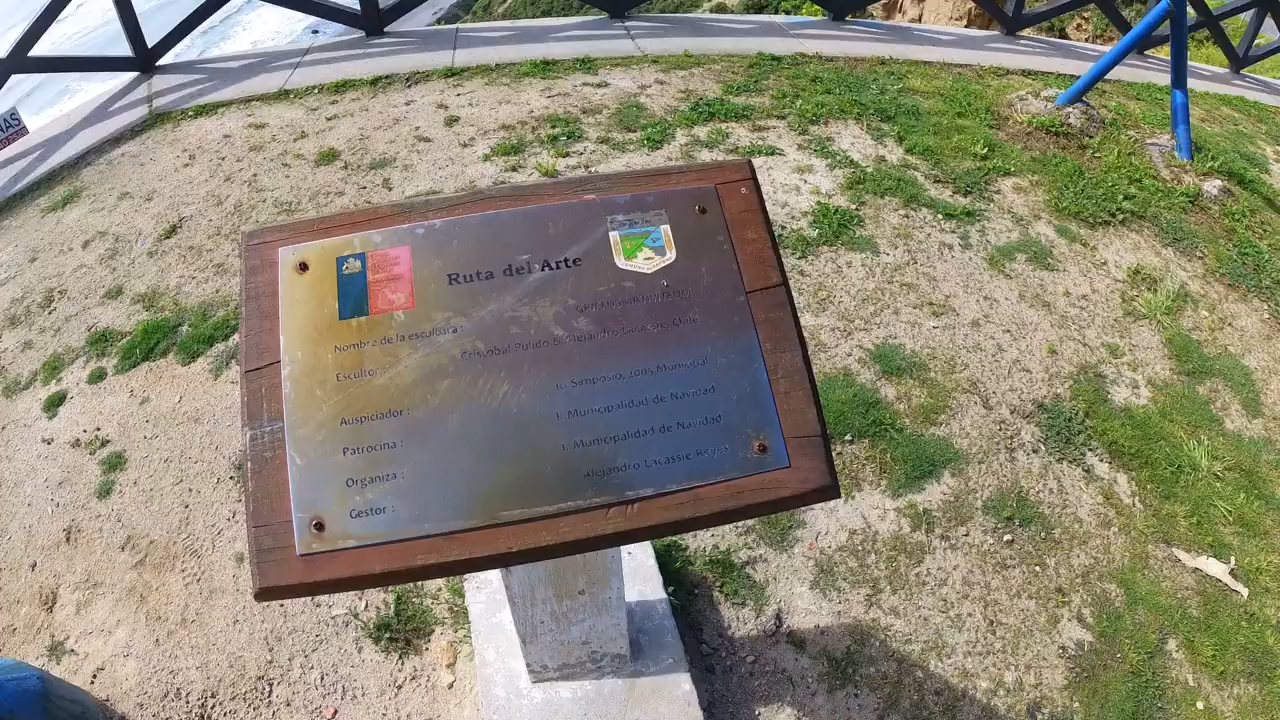 NAS
Ruta del Arte
Nombre de la escultura :
Escultor
Cristobal Pulido & Alejandro Lacassie, Chile
Simposio, 2005 Municipal
Auspiciador :
I. Municipalidad de Navidad
Patrocina :
I. Municipalidad de Navidad
Organiza :
Alejandro Lacassie Reyes
Gestor :